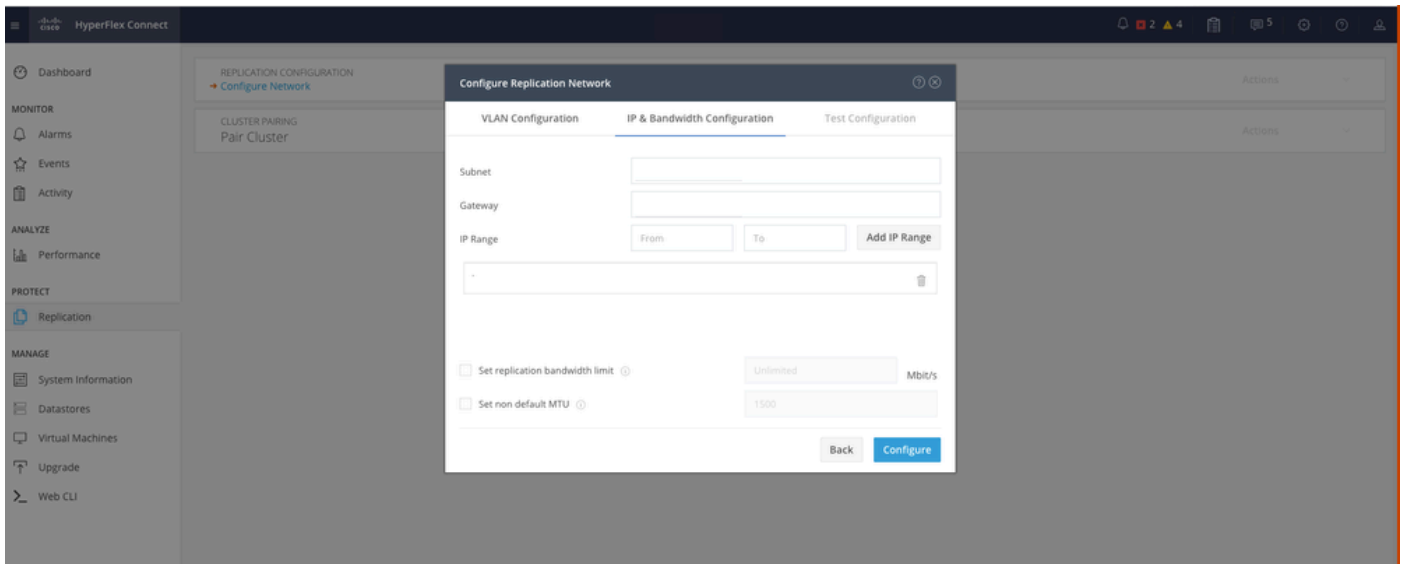 cisco HyperFlex Connect 2 4 5
Dashboard
MONITOR
Alarms
Events
Activity
ANALYZE
Performance
PROTECT
Replication
MANAGE
System Information
Datastores
Virtual Machines
Upgrade
Web CLI
REPLICATION CONFIGURATION
Configure Network
Actions
CLUSTER PAIRING
Pair Cluster
Actions
Configure Replication Network
VLAN Configuration IP & Bandwidth Configuration Test Configuration
Subnet
Gateway
IP Range From To Add IP Range
-
Set replication bandwidth limit Unlimited Mbit/s
Set non default MTU 1500
Back Configure